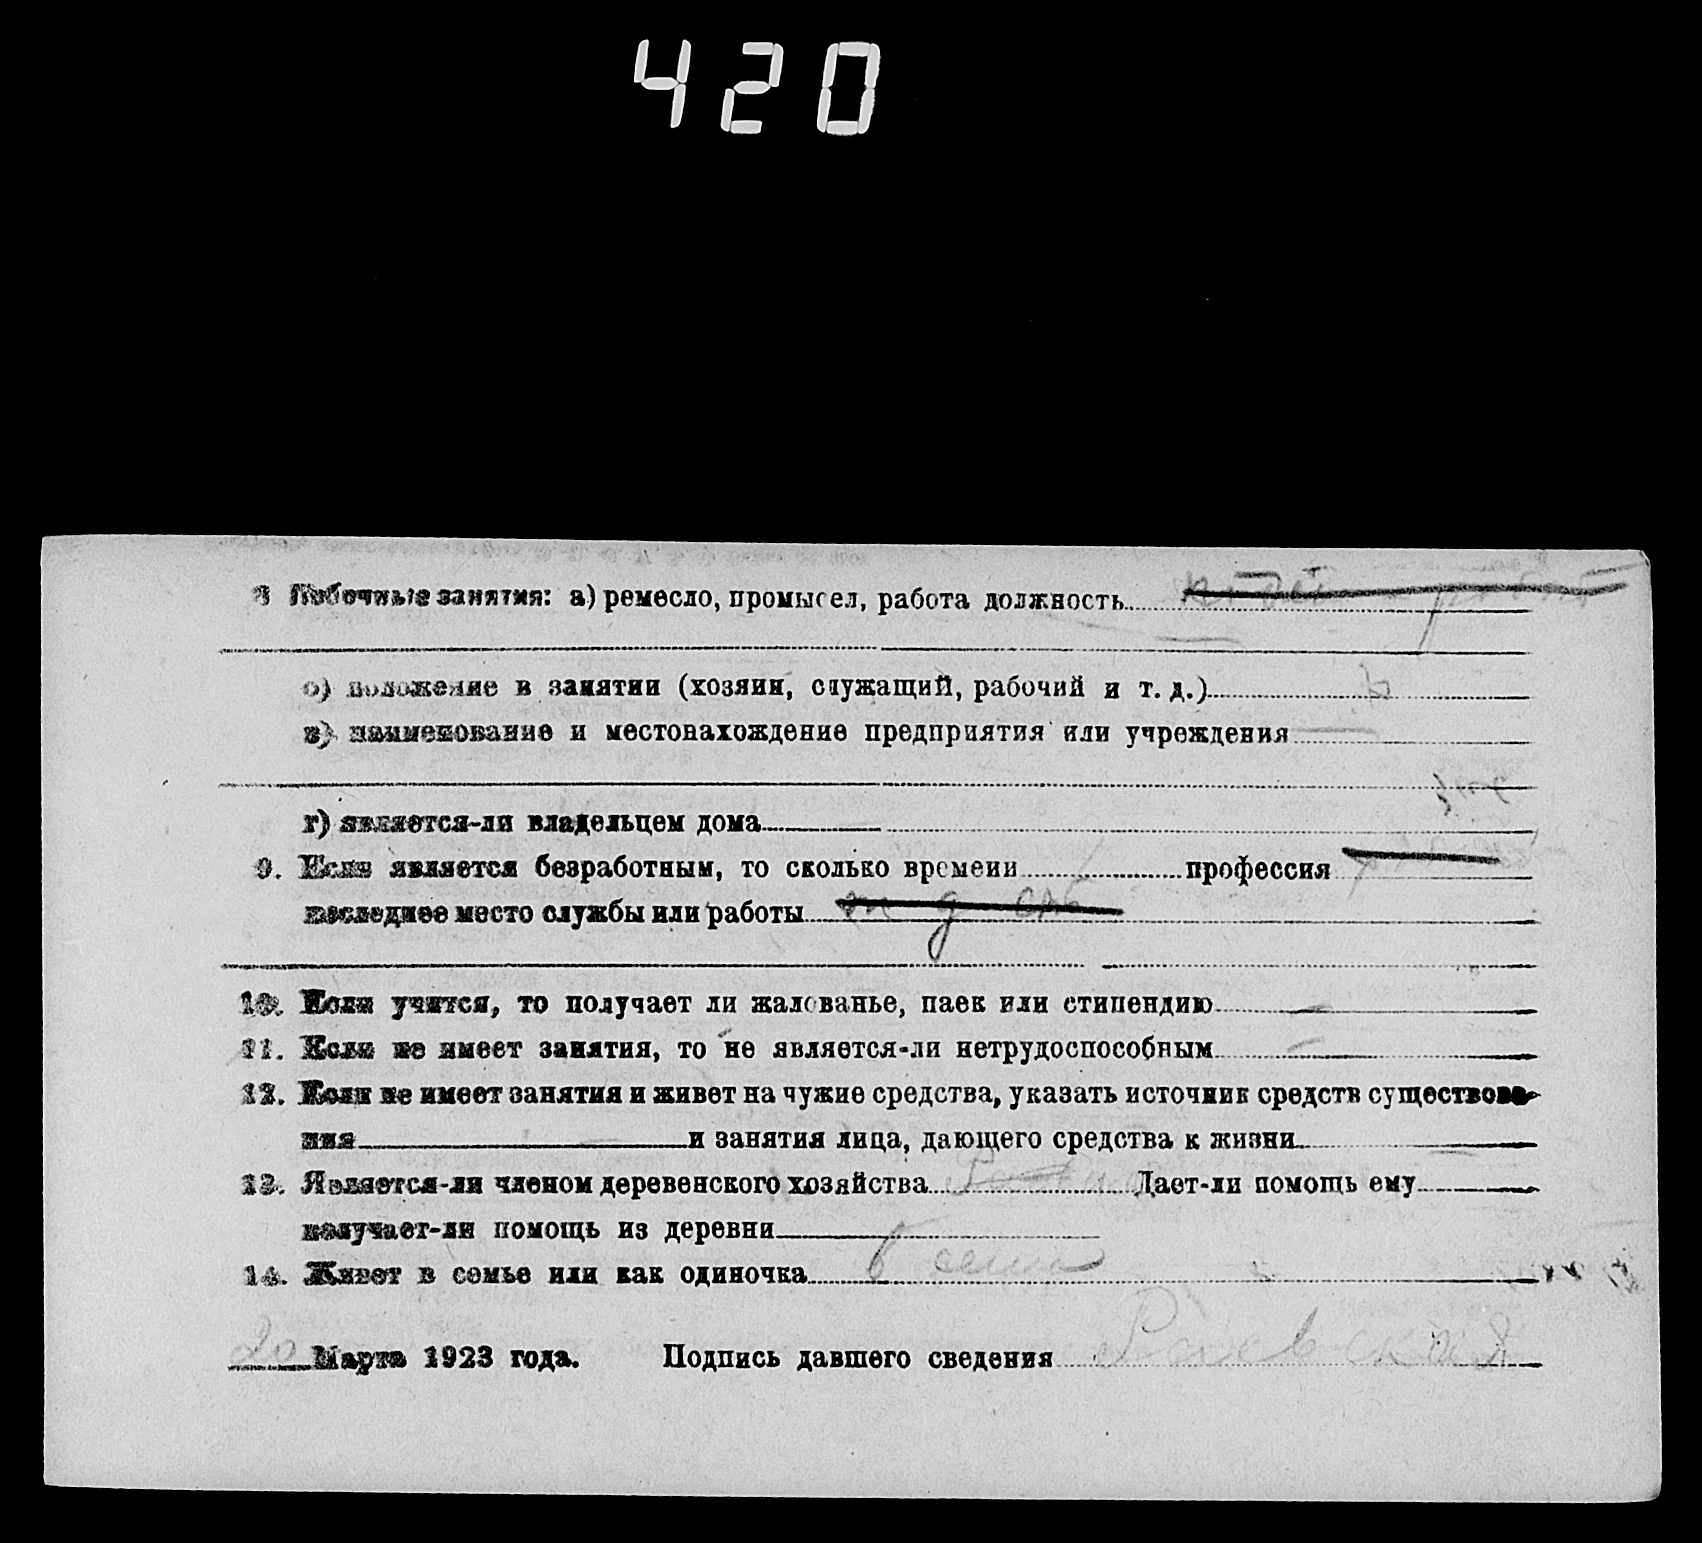 420
8 Побочные занятия: а) ремесло, промысел, работа должность
б) положение в занятии (хозяин, служащий, рабочий и т. д.)
в) наименование и местонахождение предприятия или учреждения
г) является-ли владельцем дома
9. Если является безработным, то сколько времени профессия
последнее место службы или работы
10. Если учится, то получает ли жалованье, паек или стипендию
11. Если не имеет занятия, то не является-ли нетрудоспособным
12. Если не имеет занятия и живет на чужие средства, указать источник средств существова-
ния и занятия лица, дающего средства к жизни
13. Является-ли членом деревенского хозяйства Дает-ли помощь ему
получает-ли помощь из деревни
14. Живет в семье или как одиночка в семье
20 Марта 1923 года. Подпись давшего сведения Раевская